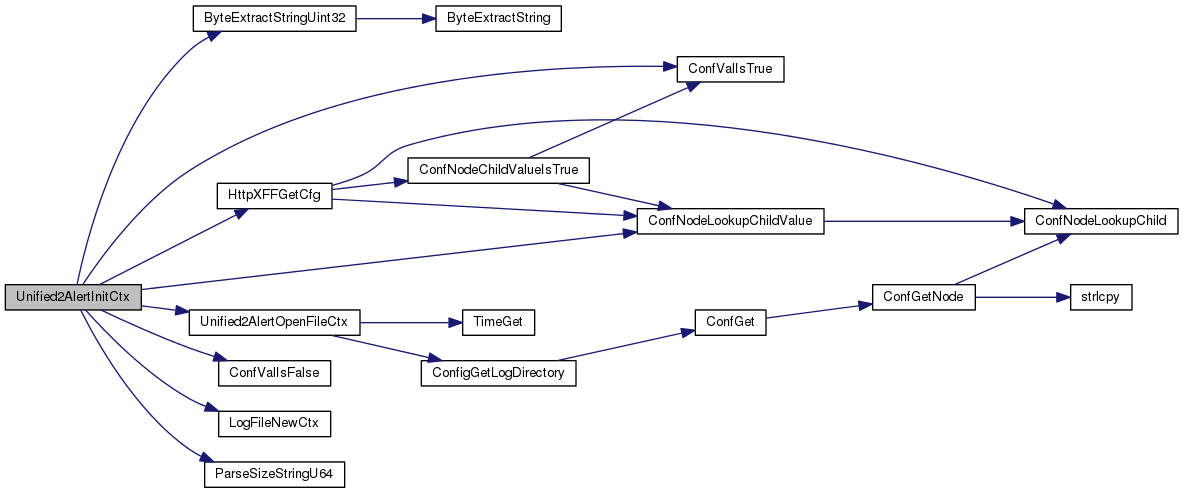 ByteExtractStringUint32
ByteExtractString
ConfValIsTrue
ConfNodeChildValueIsTrue
HttpXFFGetCfg
ConfNodeLookupChildValue
ConfNodeLookupChild
Unified2AlertInitCtx
ConfGetNode
strlcpy
Unified2AlertOpenFileCtx
TimeGet
ConfGet
ConfValIsFalse
ConfigGetLogDirectory
LogFileNewCtx
ParseSizeStringU64